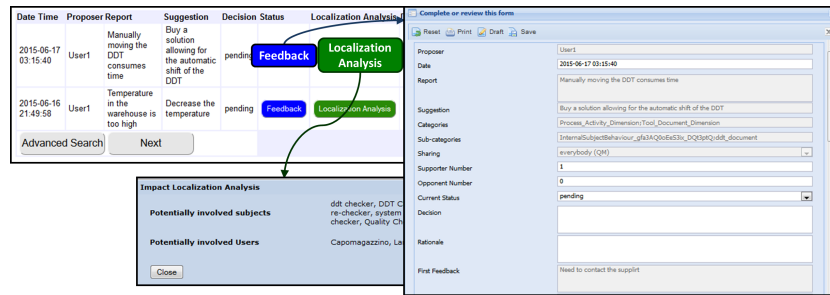 Date Time Proposer Report Suggestion Decision Status Localization Analysis
2015-06-17 03:15:40
User1
Manually moving the DDT consumes time
Buy a solution allowing for the automatic shift of the DDT
pending
Feedback
Localization Analysis
2015-06-16 21:49:58
User1
Temperature in the warehouse is too high
Decrease the temperature
pending
Feedback
Localization Analysis
Advanced Search
Next
Impact Localization Analysis
Potentially involved subjects
ddt checker, DDT C
re-checker, system
checker, Quality Ch
Potentially involved Users
Capomagazzino, La
Close
Complete or review this form
Reset Print Draft Save
Proposer
User1
Date
2015-06-17 03:15:40
Report
Manually moving the DDT consumes time
Suggestion
Buy a solution allowing for the automatic shift of the DDT
Categories
Process_Activity_Dimension;Tool_Document_Dimension
Sub-categories
Sharing
everybody (QM)
Supporter Number
1
Opponent Number
0
Current Status
pending
Decision
Rationale
First Feedback
Need to contact the supplirt